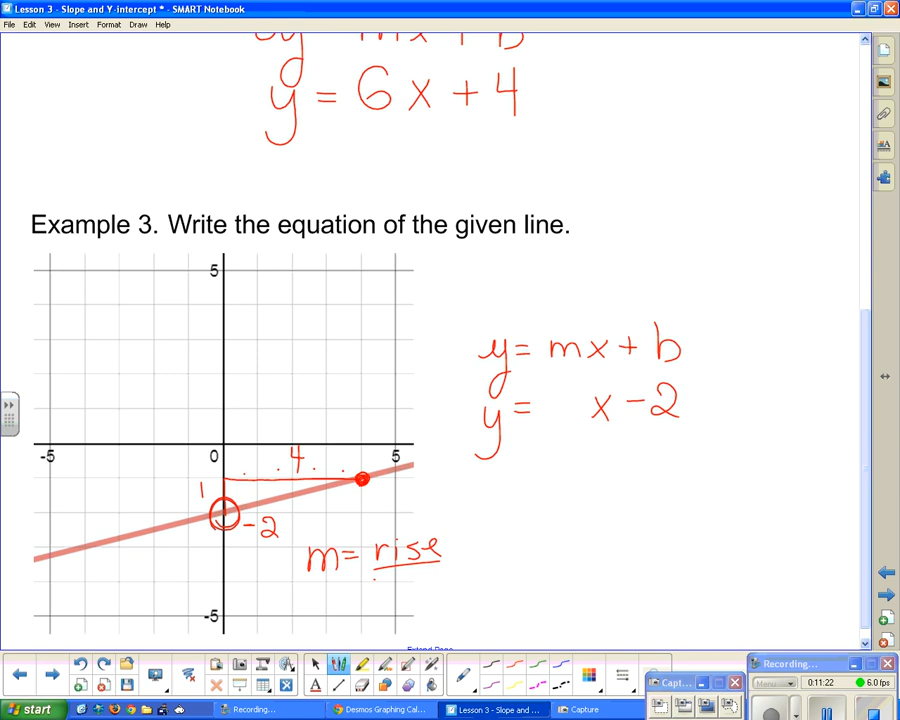 Lesson 3 - Slope and Y-intercept * - SMART Notebook
File Edit View Insert Format Draw Help
y = mx + b
y = 6x + 4
Example 3. Write the equation of the given line.
5
-5 0 5
-5
4
1
-2
m = rise
y = mx + b
y = x - 2
Extend Page
Recording...
Menu
0:11:22
6.0 fps
Capt...
start
Recording...
Desmos Graphing Cal...
Lesson 3 - Slope and ...
Capture